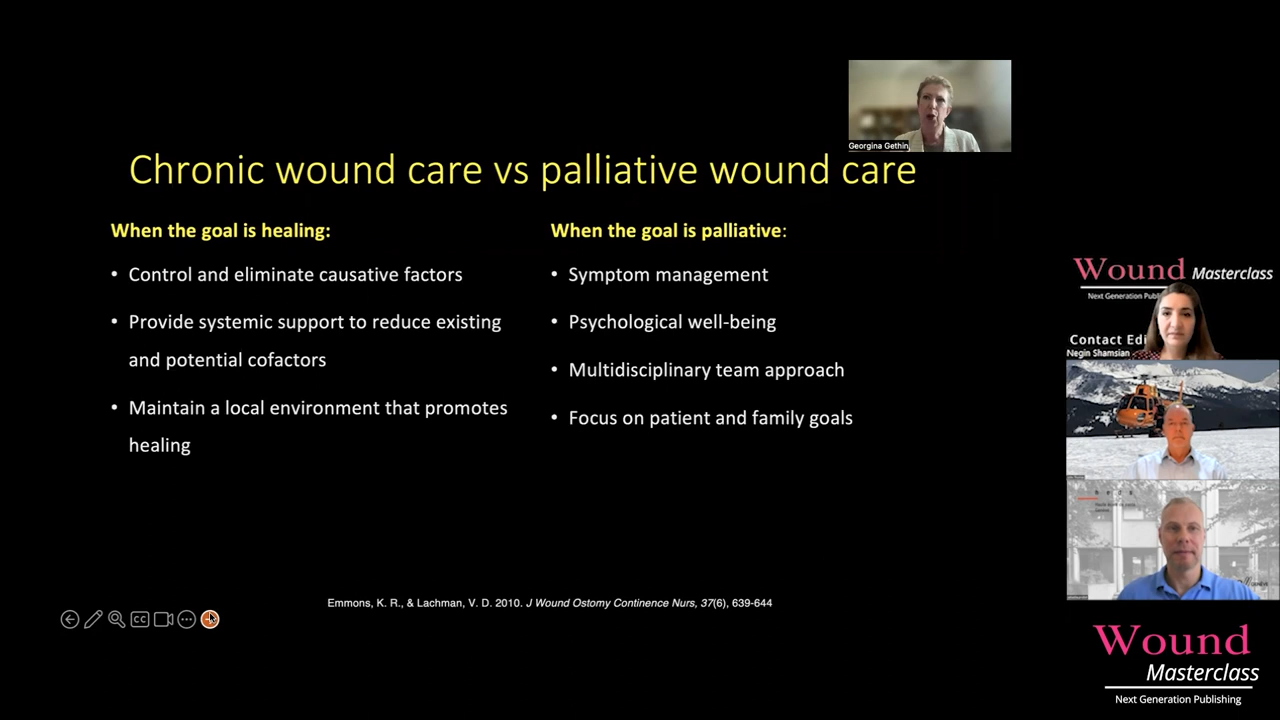 Georgina Gethin
Chronic wound care vs palliative wound care
When the goal is healing:
• Control and eliminate causative factors
• Provide systemic support to reduce existing
and potential cofactors
• Maintain a local environment that promotes
healing
When the goal is palliative:
• Symptom management
• Psychological well-being
• Multidisciplinary team approach
• Focus on patient and family goals
Emmons, K. R., & Lachman, V. D. 2010. J Wound Ostomy Continence Nurs, 37(6), 639-644
CC
Wound Masterclass
Next Generation
Contact
Negin Shamsian
Wound
Masterclass
Next Generation Publishing